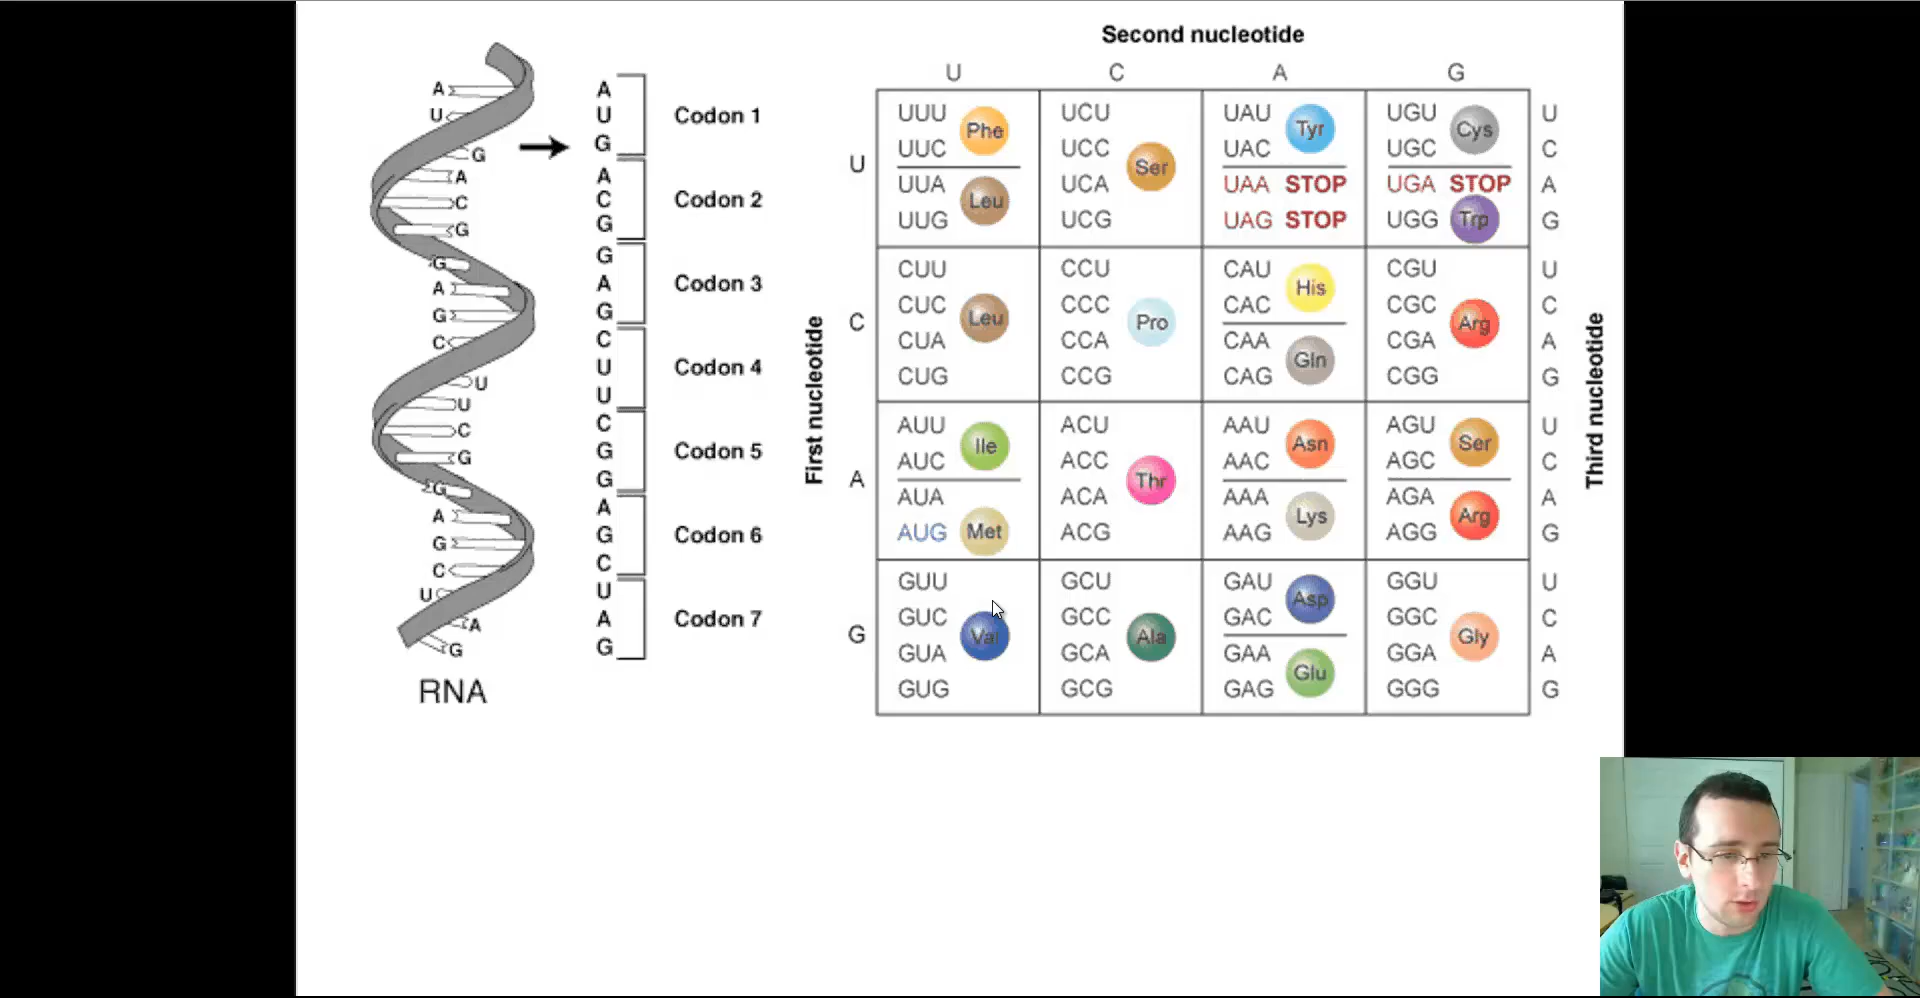 A
U
G
A
C
G
G
A
G
C
U
U
C
G
G
A
G
C
U
A
G
RNA
A
U
G
Codon 1
A
C
G
Codon 2
G
A
G
Codon 3
C
U
U
Codon 4
C
G
G
Codon 5
A
G
C
Codon 6
U
A
G
Codon 7
Second nucleotide
U C A G
First nucleotide
U
UUU Phe
UUC
UUA Leu
UUG
UCU
UCC Ser
UCA
UCG
UAU Tyr
UAC
UAA STOP
UAG STOP
UGU Cys
UGC
UGA STOP
UGG Trp
U
C
A
G
C
CUU
CUC Leu
CUA
CUG
CCU
CCC Pro
CCA
CCG
CAU His
CAC
CAA Gln
CAG
CGU
CGC Arg
CGA
CGG
U
C
A
G
A
AUU Ile
AUC
AUA
AUG Met
ACU
ACC Thr
ACA
ACG
AAU Asn
AAC
AAA Lys
AAG
AGU Ser
AGC
AGA Arg
AGG
U
C
A
G
G
GUU
GUC Val
GUA
GUG
GCU
GCC Ala
GCA
GCG
GAU Asp
GAC
GAA Glu
GAG
GGU
GGC Gly
GGA
GGG
U
C
A
G
Third nucleotide